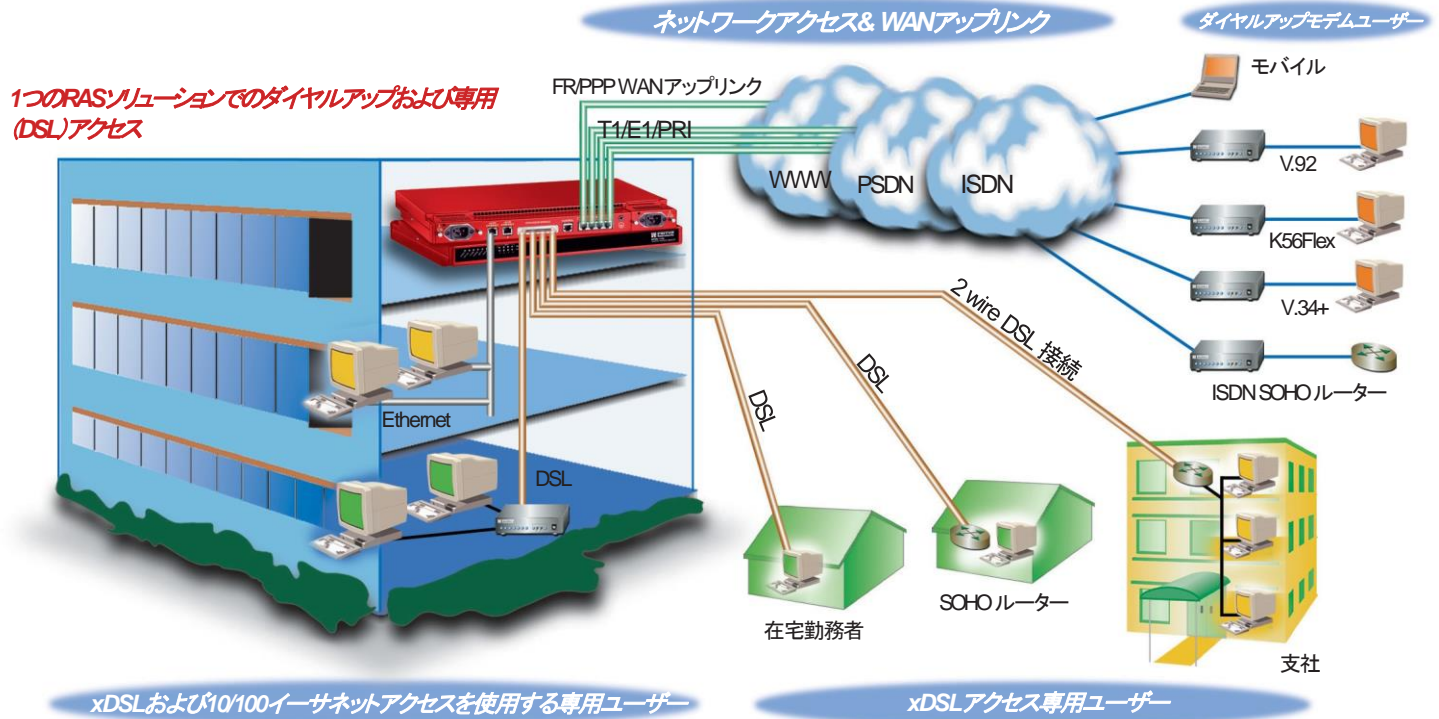 ネットワークアクセス& WANアップリンク
ダイヤルアップモデムユーザー
1つのRASソリューションでのダイヤルアップおよび専用
(DSL)アクセス
FR/PPP WANアップリンク
T1/E1/PRI
WWW
PSDN
ISDN
モバイル
V.92
K56Flex
V.34+
ISDN SOHO ルーター
Ethernet
DSL
DSL
DSL
2 wire DSL 接続
在宅勤務者
SOHO ルーター
支社
xDSLおよび10/100イーサネットアクセスを使用する専用ユーザー
xDSLアクセス専用ユーザー